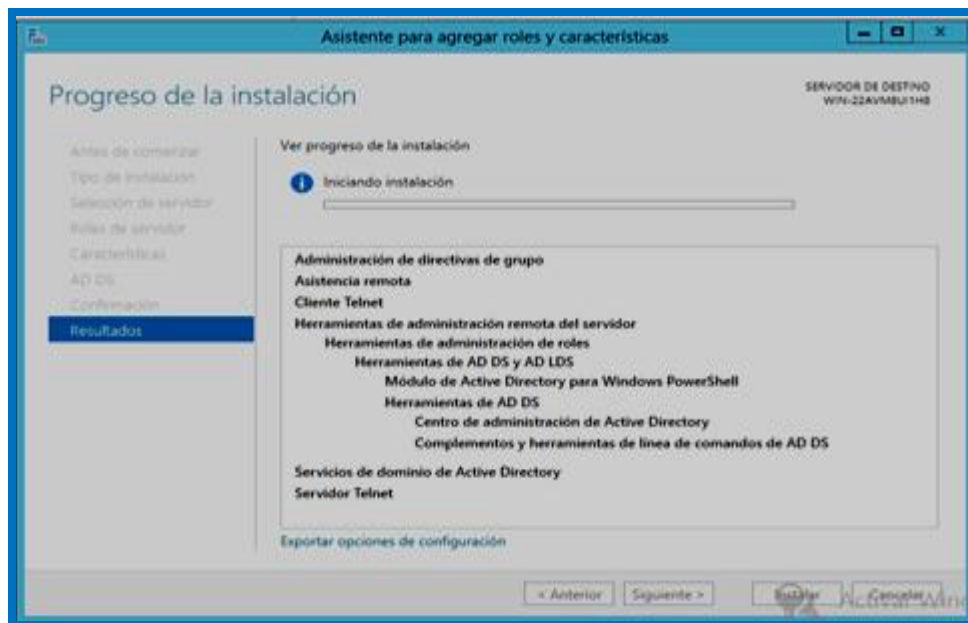 Asistente para agregar roles y características
Progreso de la instalación
SERVIDOR DE DESTINO
Antes de comenzar
Tipo de instalación
Selección de servidor
Roles de servidor
Características
AD DS
Confirmación
Resultados
Ver progreso de la instalación
Iniciando instalación
Administración de directivas de grupo
Asistencia remota
Cliente Telnet
Herramientas de administración remota del servidor
Herramientas de administración de roles
Herramientas de AD DS y AD LDS
Módulo de Active Directory para Windows PowerShell
Herramientas de AD DS
Centro de administración de Active Directory
Complementos y herramientas de línea de comandos de AD DS
Servicios de dominio de Active Directory
Servidor Telnet
Exportar opciones de configuración
< Anterior Siguiente > Instalar Cancelar
Activar Wind